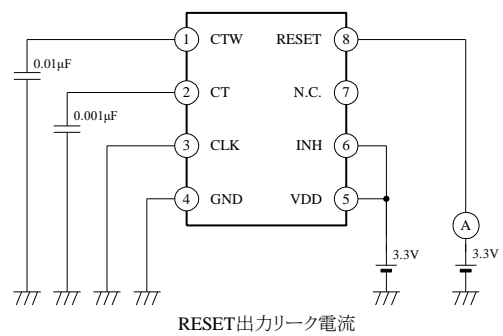 1 CTW RESET 8
0.01μF
2 CT N.C. 7
0.001μF
3 CLK INH 6
4 GND VDD 5
A
3.3V 3.3V
RESET出力リーク電流